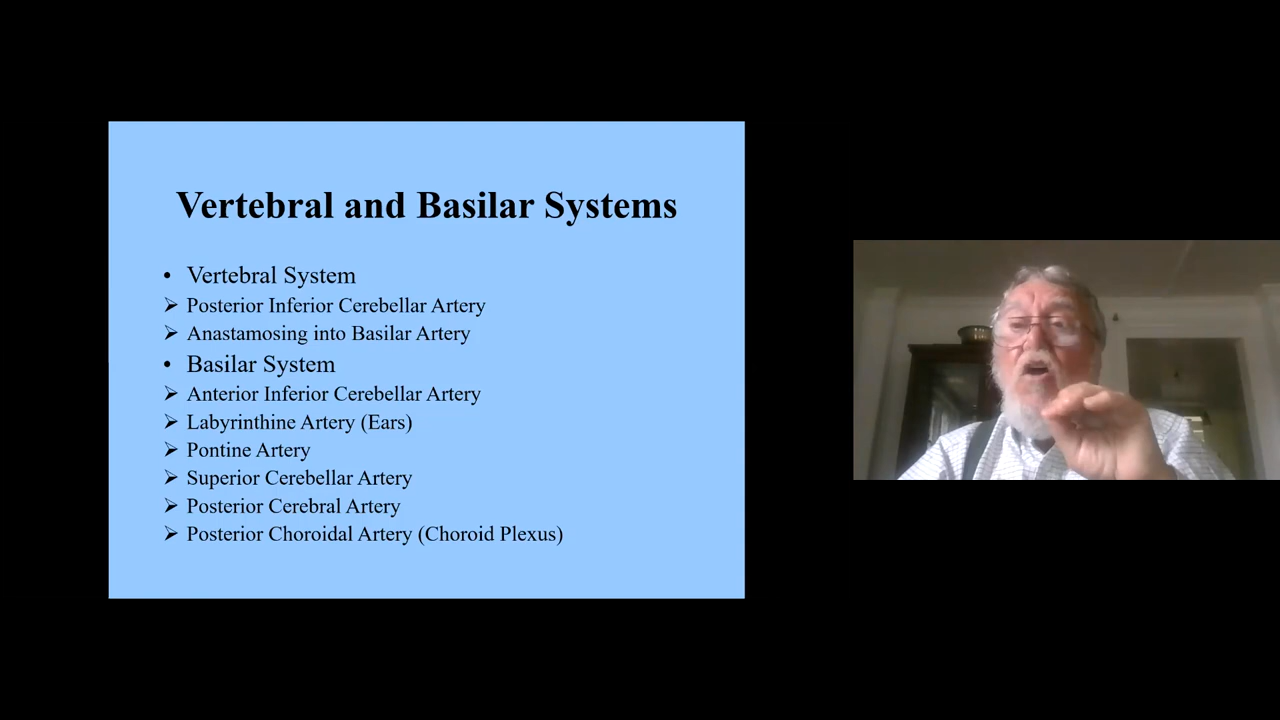 Vertebral and Basilar Systems
• Vertebral System
➢ Posterior Inferior Cerebellar Artery
➢ Anastamosing into Basilar Artery
• Basilar System
➢ Anterior Inferior Cerebellar Artery
➢ Labyrinthine Artery (Ears)
➢ Pontine Artery
➢ Superior Cerebellar Artery
➢ Posterior Cerebral Artery
➢ Posterior Choroidal Artery (Choroid Plexus)